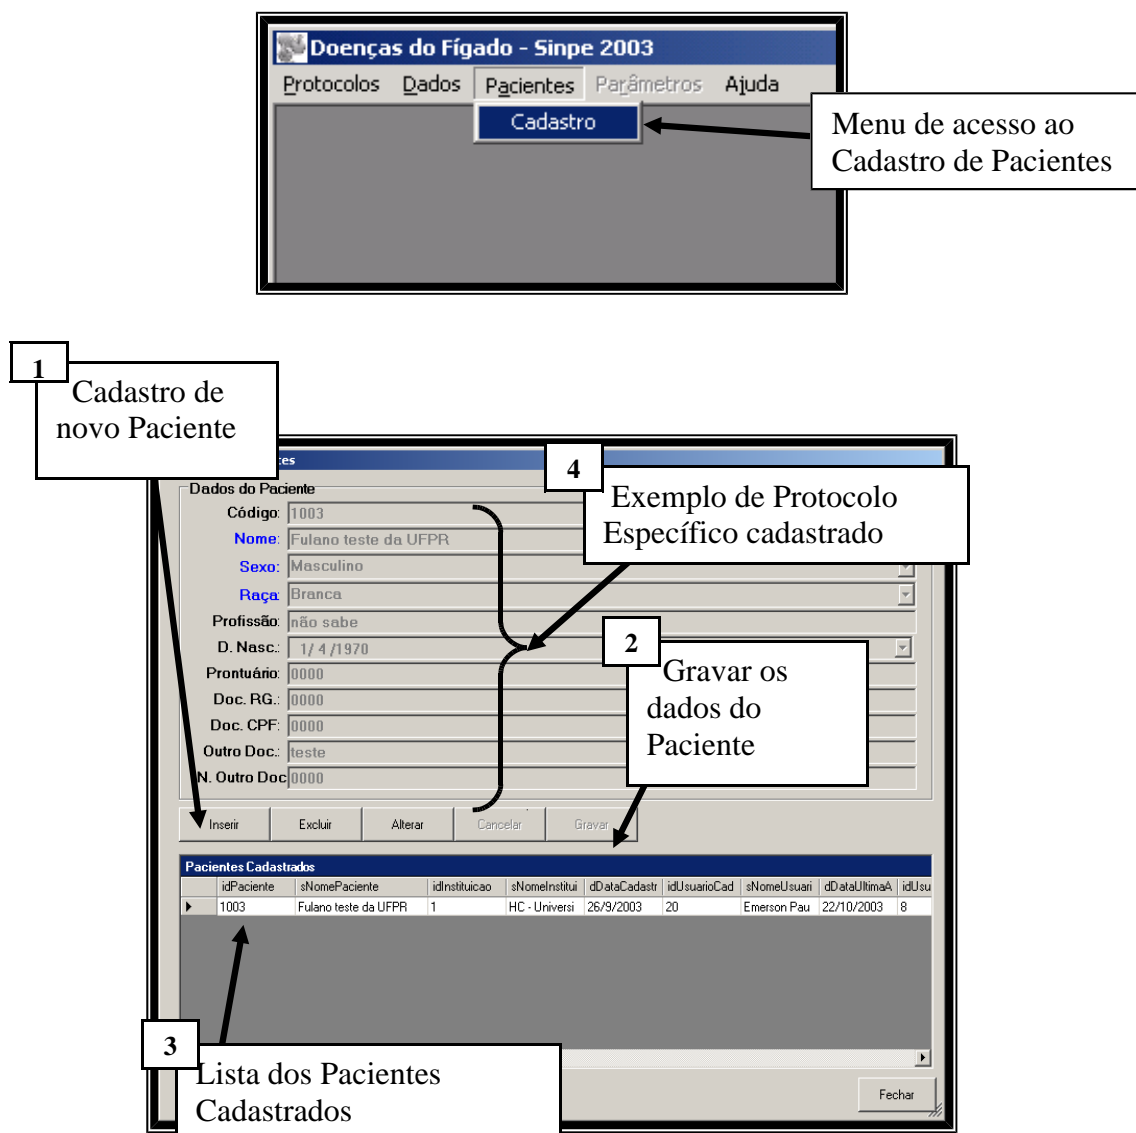 Doenças do Fígado - Sinpe 2003
Protocolos Dados Pacientes Parâmetros Ajuda
Cadastro
Menu de acesso ao
Cadastro de Pacientes
1
Cadastro de
novo Paciente
4
Exemplo de Protocolo
Específico cadastrado
Dados do Paciente
Código: 1003
Nome: Fulano teste da UFPR
Sexo: Masculino
Raça: Branca
Profissão: não sabe
D. Nasc.: 1/ 4 /1970
Prontuário: 0000
Doc. RG.: 0000
Doc. CPF: 0000
Outro Doc.: teste
N. Outro Doc 0000
2
Gravar os
dados do
Paciente
Inserir Excluir Alterar Cancelar Gravar
Pacientes Cadastrados
idPaciente sNomePaciente idInstituicao sNomeInstitui dDataCadastr idUsuarioCad sNomeUsuari dDataUltimaA idUsu
1003 Fulano teste da UFPR 1 HC - Universi 26/9/2003 20 Emerson Pau 22/10/2003 8
3
Lista dos Pacientes
Cadastrados
Fechar